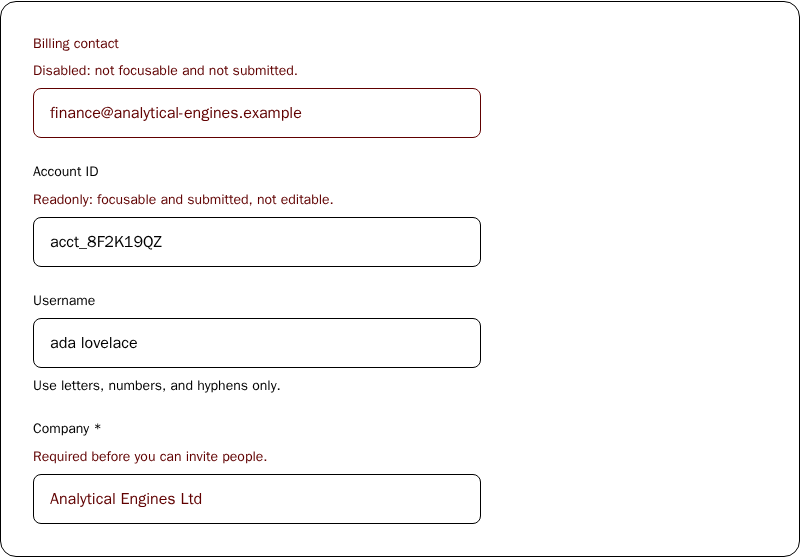 Billing contact
Disabled: not focusable and not submitted.
finance@analytical-engines.example
Account ID
Readonly: focusable and submitted, not editable.
acct_8F2K19QZ
Username
ada lovelace
Use letters, numbers, and hyphens only.
Company *
Required before you can invite people.
Analytical Engines Ltd